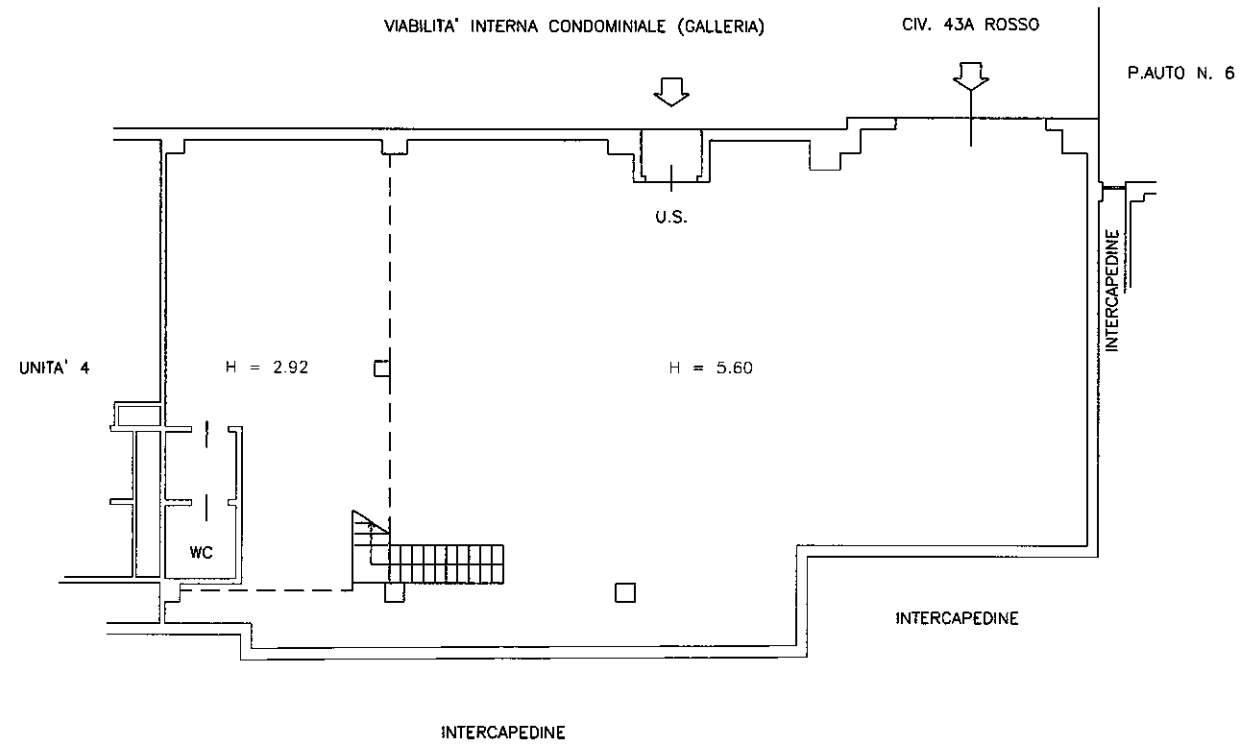 VIABILITA' INTERNA CONDOMINIALE (GALLERIA)
CIV. 43A ROSSO
P.AUTO N. 6
U.S.
INTERCAPEDINE
UNITA' 4
H = 2.92
H = 5.60
WC
INTERCAPEDINE
INTERCAPEDINE